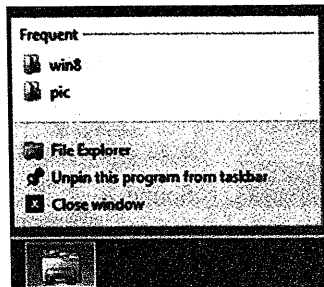 Frequent
win8
pic
File Explorer
Unpin this program from taskbar
Close window